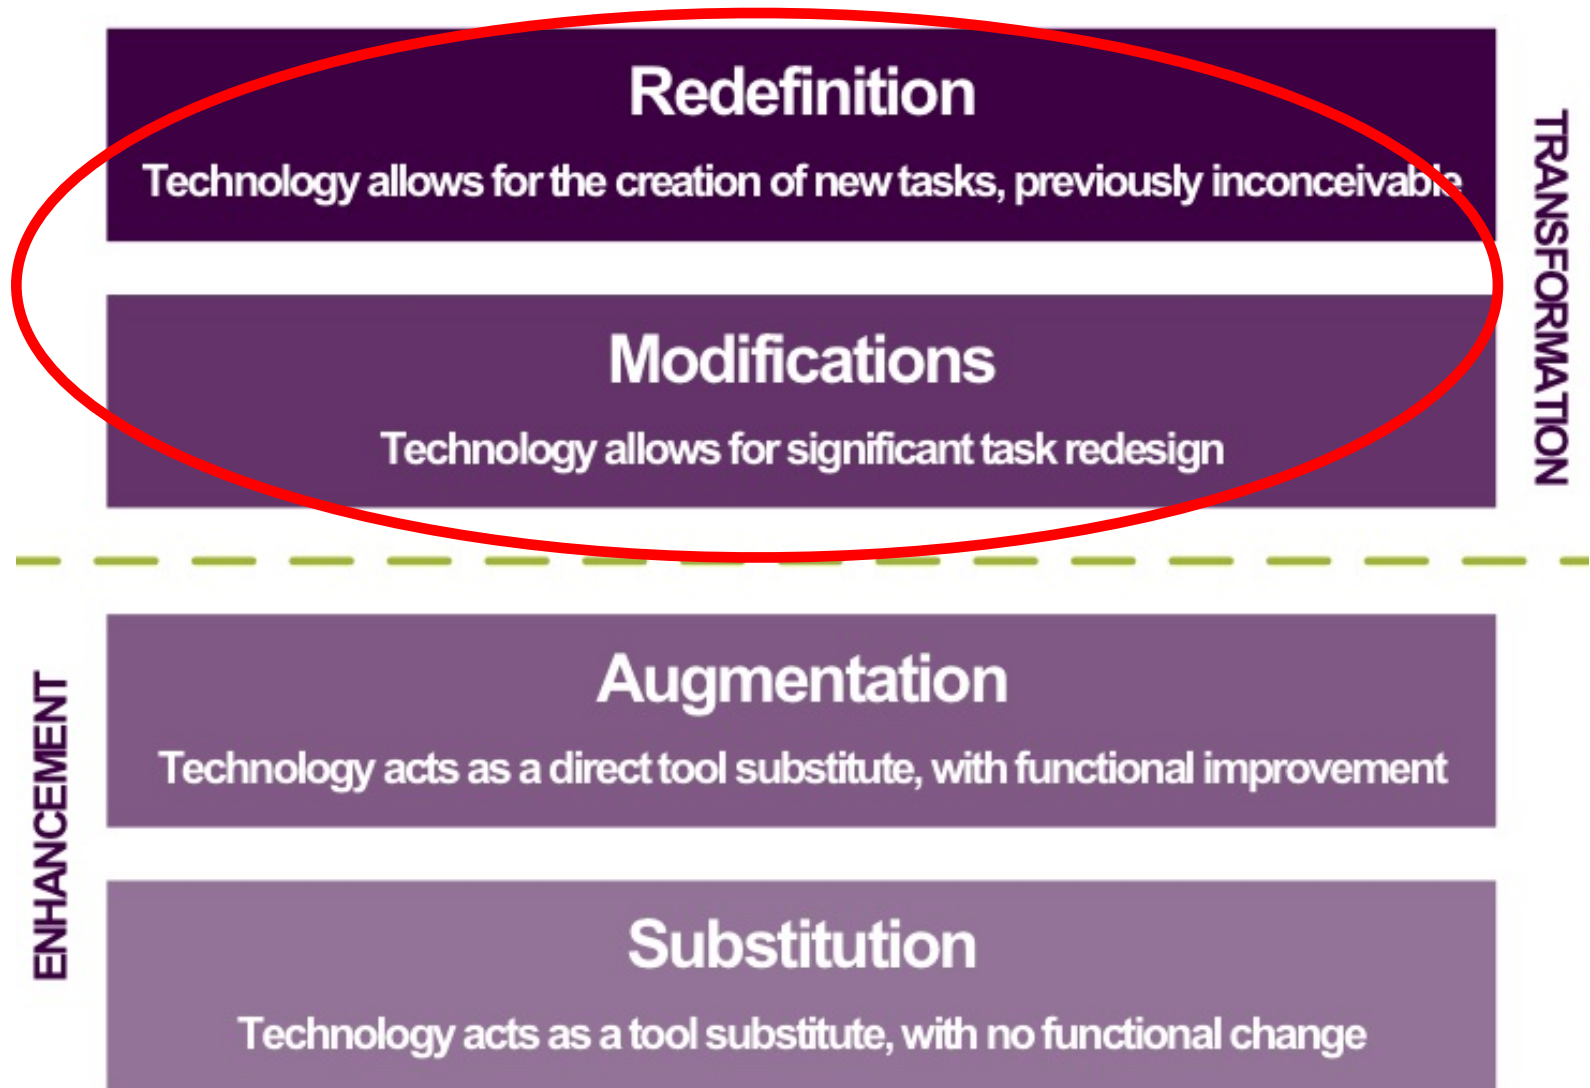 Redefinition
Technology allows for the creation of new tasks, previously inconceivable
TRANSFORMATION
Modifications
Technology allows for significant task redesign
ENHANCEMENT
Augmentation
Technology acts as a direct tool substitute, with functional improvement
Substitution
Technology acts as a tool substitute, with no functional change